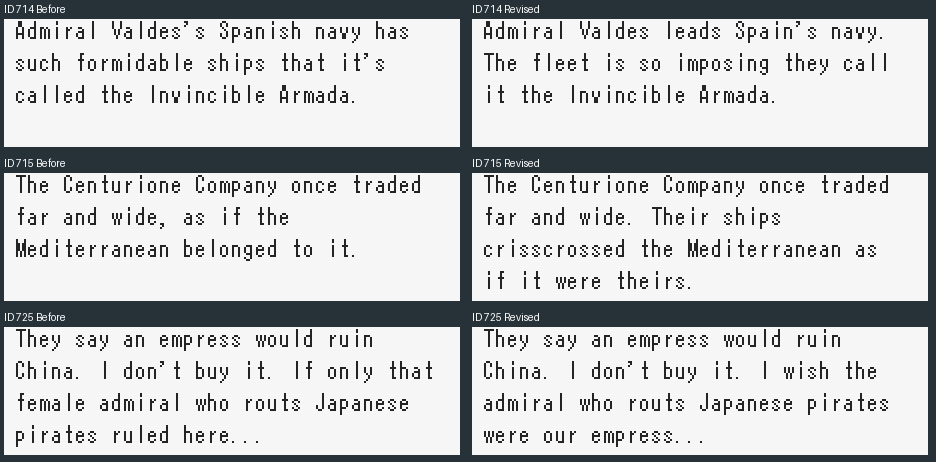 ID714 Before
Admiral Valdes's Spanish navy has
such formidable ships that it's
called the Invincible Armada.
ID714 Revised
Admiral Valdes leads Spain's navy.
The fleet is so imposing they call
it the Invincible Armada.
ID715 Before
The Centurione Company once traded
far and wide, as if the
Mediterranean belonged to it.
ID715 Revised
The Centurione Company once traded
far and wide. Their ships
crisscrossed the Mediterranean as
if it were theirs.
ID725 Before
They say an empress would ruin
China. I don't buy it. If only that
female admiral who routs Japanese
pirates ruled here...
ID725 Revised
They say an empress would ruin
China. I don't buy it. I wish the
admiral who routs Japanese pirates
were our empress...